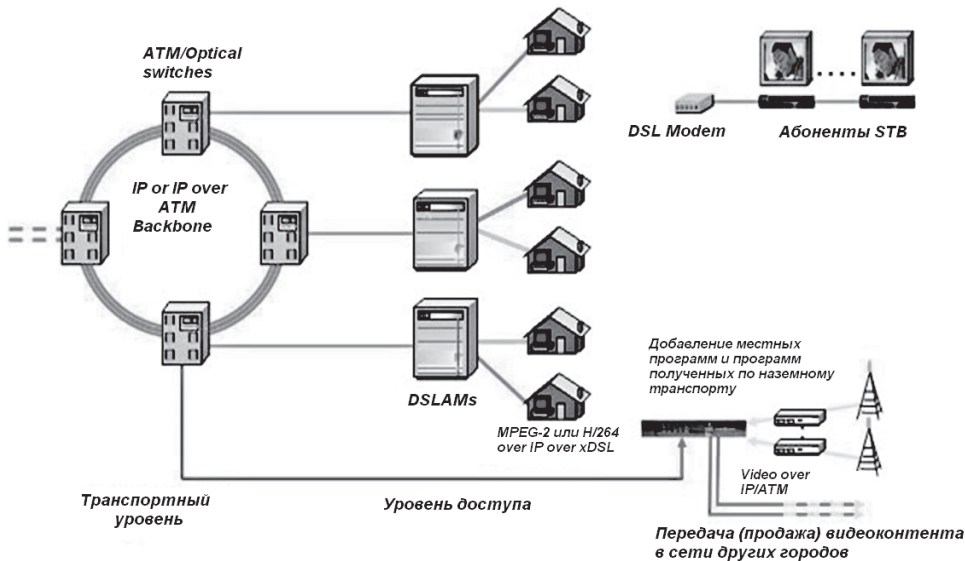 ATM/Optical
switches
IP or IP over
ATM
Backbone
DSLAMs
MPEG-2 или H/264
over IP over xDSL
Транспортный
уровень
Уровень доступа
DSL Modem
Абоненты STB
Добавление местных
программ и программ
полученных по наземному
транспорту
Video over
IP/ATM
Передача (продажа) видеоконтента
в сети других городов